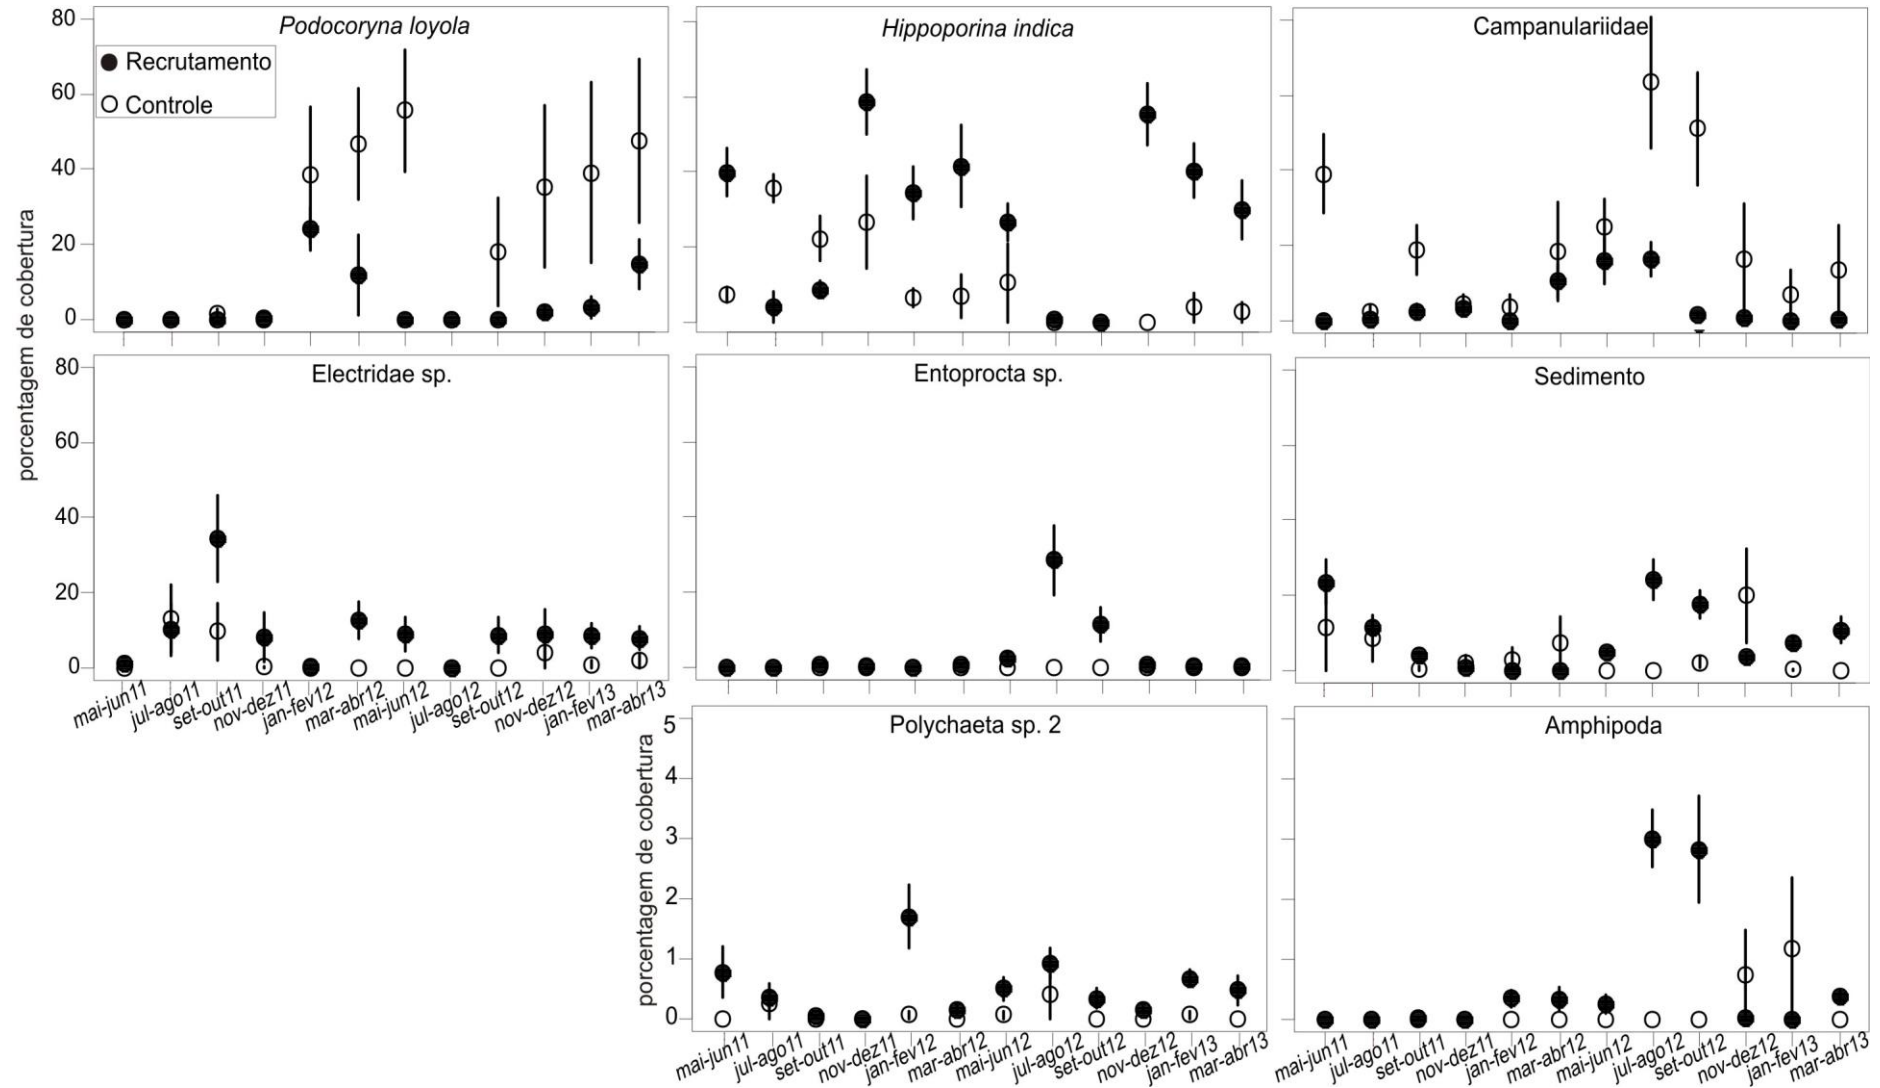 Podocoryna loyola
Hippoporina indica
Campanulariidae
Recrutamento
Controle
80
60
40
20
0
porcentagem de cobertura
Electridae sp.
Entoprocta sp.
Sedimento
80
60
40
20
0
mai-jun11 jul-ago11 set-out11 nov-dez11 jan-fev12 mar-abr12 mai-jun12 jul-ago12 set-out12 nov-dez12 jan-fev13 mar-abr13
Polychaeta sp. 2
Amphipoda
5
4
3
2
1
0
porcentagem de cobertura
mai-jun11 jul-ago11 set-out11 nov-dez11 jan-fev12 mar-abr12 mai-jun12 jul-ago12 set-out12 nov-dez12 jan-fev13 mar-abr13
mai-jun11 jul-ago11 set-out11 nov-dez11 jan-fev12 mar-abr12 mai-jun12 jul-ago12 set-out12 nov-dez12 jan-fev13 mar-abr13